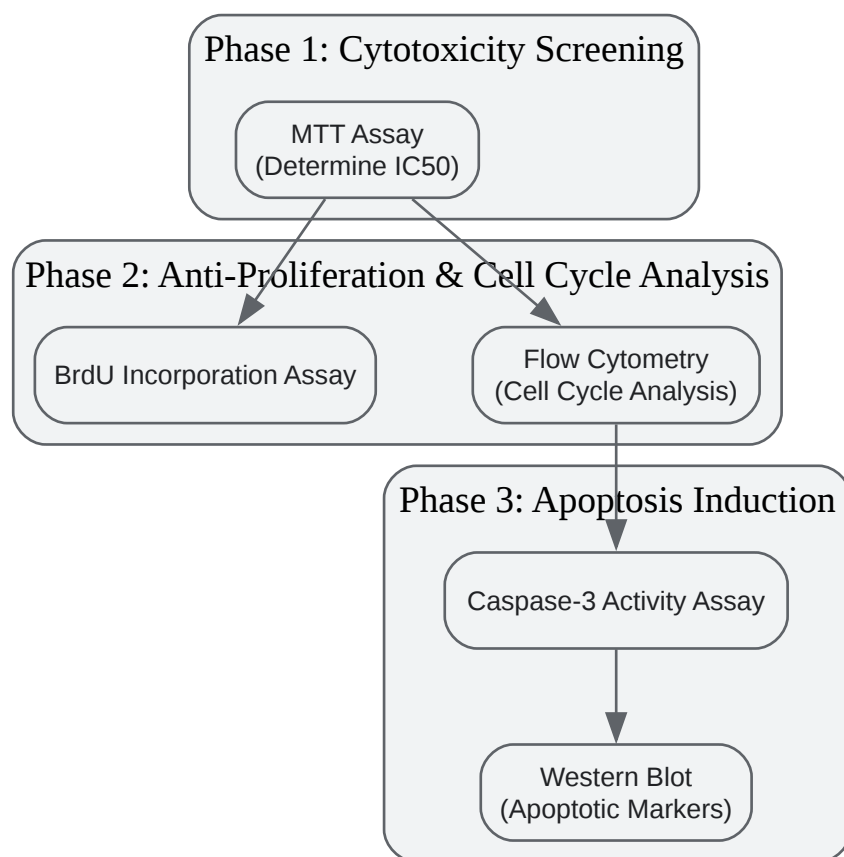 Phase 1: Cytotoxicity Screening
MTT Assay
(Determine IC50)
Phase 2: Anti-Proliferation & Cell Cycle Analysis
BrdU Incorporation Assay
Flow Cytometry
(Cell Cycle Analysis)
Phase 3: Apoptosis Induction
Caspase-3 Activity Assay
Western Blot
(Apoptotic Markers)